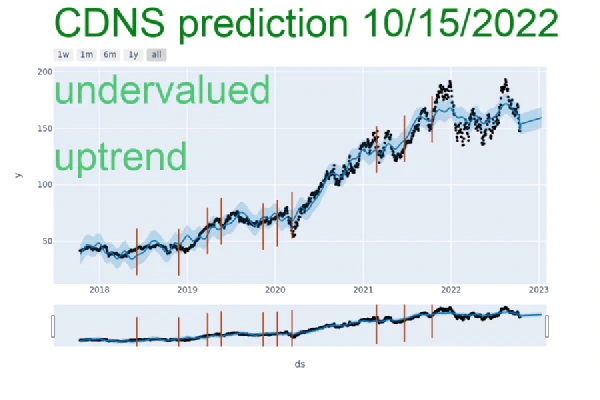 CDNS prediction 10/15/2022
1w 1m 6m 1y all
200
undervalued
150
uptrend
y
100
50
2018 2019 2020 2021 2022 2023
ds